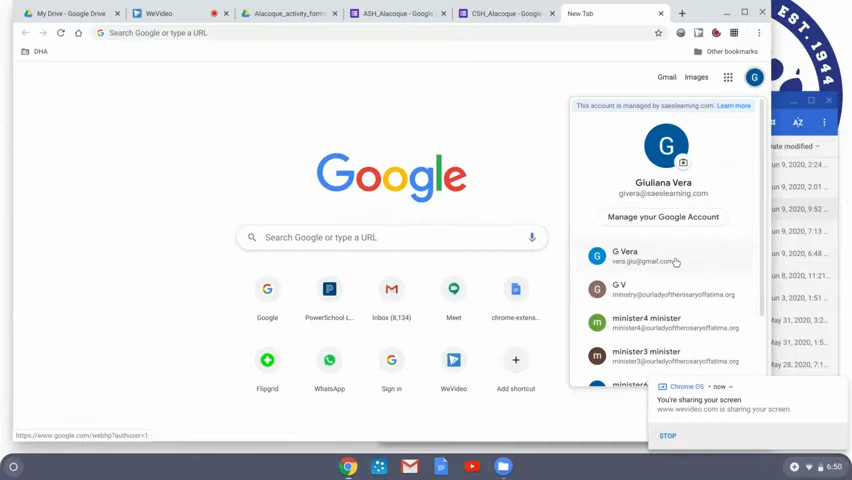 EST. 1944
My Drive - Google Drive
WeVideo
Alacoque_activity_form
ASH_Alacoque - Google
CSH_Alacoque - Google
New Tab
Search Google or type a URL
DHA
Other bookmarks
Gmail Images
G
This account is managed by saeslearning.com. Learn more
G
Giuliana Vera
givera@saeslearning.com
Manage your Google Account
G Vera
vera.giu@gmail.com
G V
ministry@ourladyoftherosaryoffatima.org
minister4 minister
minister4@ourladyoftherosaryoffatima.org
minister3 minister
minister3@ourladyoftherosaryoffatima.org
Google
Search Google or type a URL
Google
PowerSchool L...
Inbox (8,134)
Meet
chrome-extens...
Flipgrid
WhatsApp
Sign in
WeVideo
Add shortcut
AZ
ate modified
un 9, 2020, 2:24 ...
un 9, 2020, 2:01 ...
un 9, 2020, 9:52 ...
un 9, 2020, 7:13 ...
un 9, 2020, 6:48 ...
un 8, 2020, 11:21...
un 3, 2020, 1:51 ...
May 31, 2020, 3:2...
May 31, 2020, 1:5...
May 28, 2020, 7:1...
Chrome OS • now
You're sharing your screen
www.wevideo.com is sharing your screen.
STOP
https://www.google.com/webhp?authuser=1
6:50